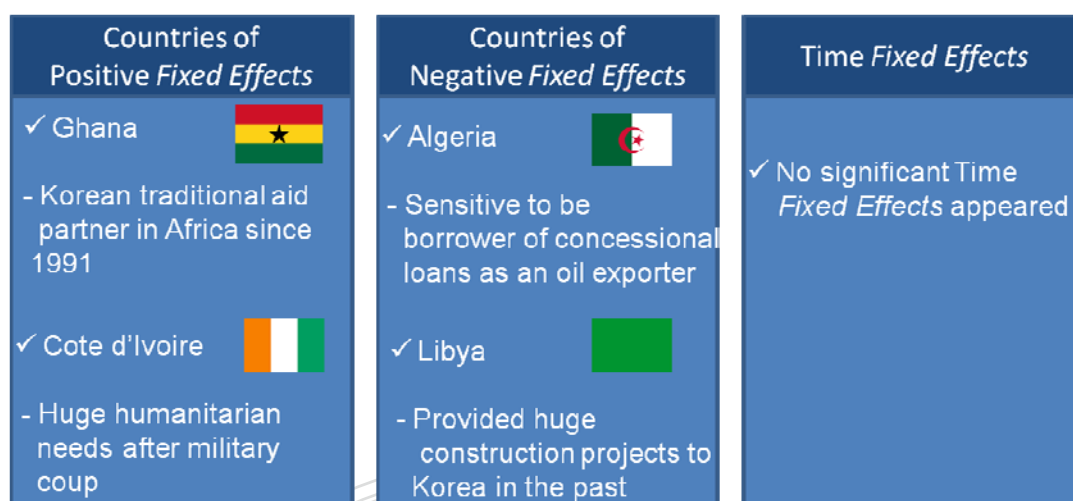 Countries of
Positive Fixed Effects
✓ Ghana
- Korean traditional aid
partner in Africa since
1991
✓ Cote d'Ivoire
- Huge humanitarian
needs after military
coup
Countries of
Negative Fixed Effects
✓ Algeria
- Sensitive to be
borrower of concessional
loans as an oil exporter
✓ Libya
- Provided huge
construction projects to
Korea in the past
Time Fixed Effects
✓ No significant Time
Fixed Effects appeared